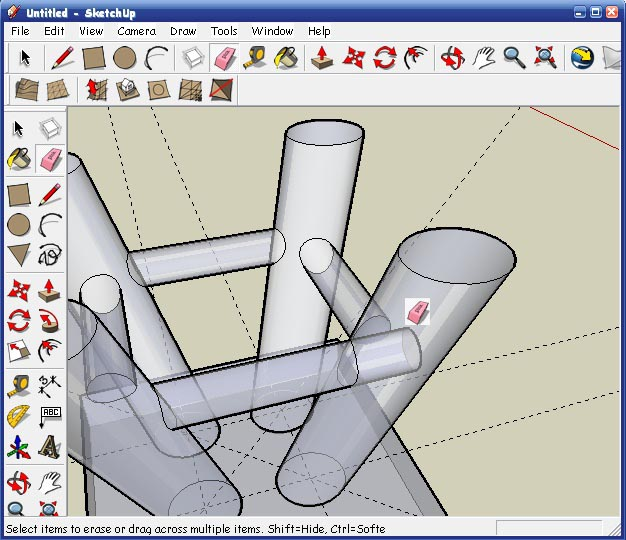 Untitled - SketchUp
File Edit View Camera Draw Tools Window Help
ABC
Select items to erase or drag across multiple items. Shift=Hide, Ctrl=Softe